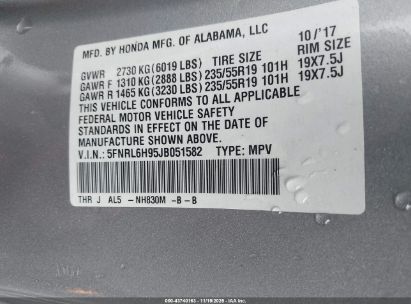 MFD. BY HONDA MFG. OF ALABAMA, LLC 10/'17
GVWR 2730 KG(6019 LBS) TIRE SIZE RIM SIZE
GAWR F 1310 KG(2888 LBS) 235/55R19 101H 19X7.5J
GAWR R 1465 KG(3230 LBS) 235/55R19 101H 19X7.5J
THIS VEHICLE CONFORMS TO ALL APPLICABLE
FEDERAL MOTOR VEHICLE SAFETY
STANDARDS IN EFFECT ON THE DATE OF
MANUFACTURE SHOWN ABOVE.
V.I.N.: 5FNRL6H95JB051582 TYPE: MPV
THR J AL5 -NH830M -B-B